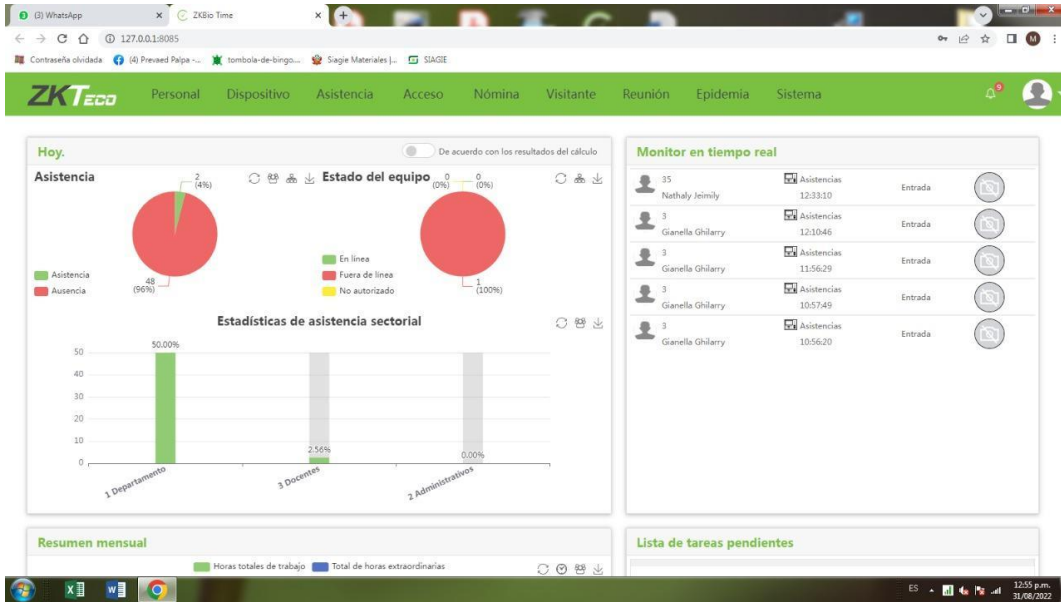 (3) WhatsApp
ZKBio Time
127.0.0.1:8085
M
Contraseña olvidada
(4) Prevaed Palpa -...
tombola-de-bingo....
Siagie Materiales |...
SIAGIE
ZKTECO
Personal
Dispositivo
Asistencia
Acceso
Nómina
Visitante
Reunión
Epidemia
Sistema
9
Hoy.
De acuerdo con los resultados del cálculo
Asistencia
2
(4%)
48
(96%)
Asistencia
Ausencia
Estado del equipo
0
(0%)
0
(0%)
En línea
Fuera de línea
No autorizado
1
(100%)
Estadísticas de asistencia sectorial
50
40
30
20
10
0
50.00%
2.56%
0.00%
1 Departamento
3 Docentes
2 Administrativos
Monitor en tiempo real
35
Nathaly Jeimily
Asistencias
12:33:10
Entrada
3
Gianella Ghilarry
Asistencias
12:10:46
Entrada
3
Gianella Ghilarry
Asistencias
11:56:29
Entrada
3
Gianella Ghilarry
Asistencias
10:57:49
Entrada
3
Gianella Ghilarry
Asistencias
10:56:20
Entrada
Resumen mensual
Horas totales de trabajo
Total de horas extraordinarias
Lista de tareas pendientes
ES
12:55 p.m.
31/08/2022